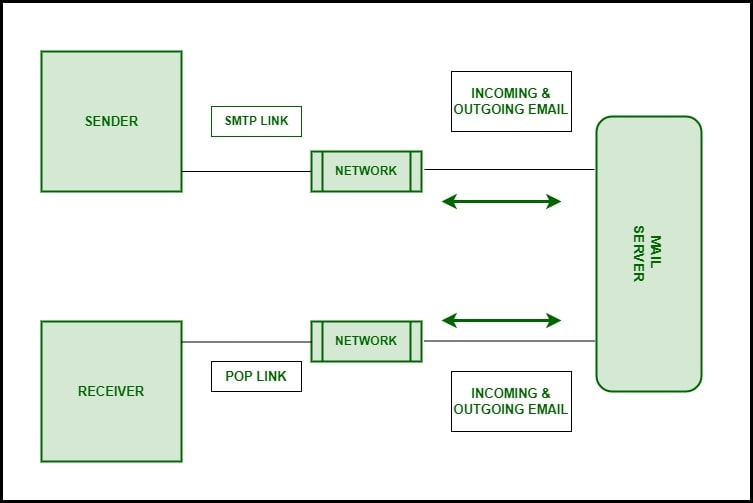 INCOMING &
OUTGOING EMAIL
SENDER
SMTP LINK
NETWORK
MAIL
SERVER
NETWORK
POP LINK
RECEIVER
INCOMING &
OUTGOING EMAIL